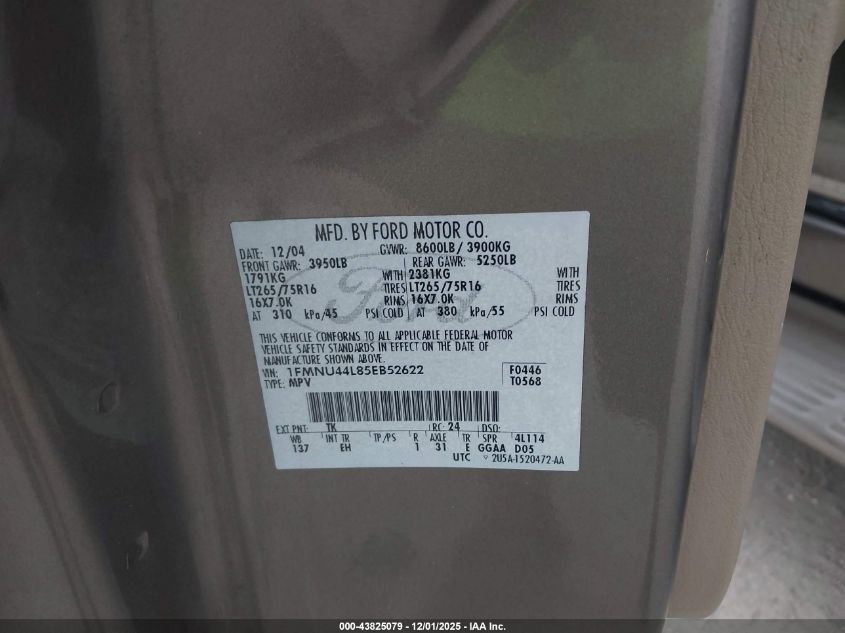 MFD. BY FORD MOTOR CO.
DATE: 12/04 GVWR: 8600LB/ 3900KG
FRONT GAWR: 3950LB REAR GAWR: 5250LB
1791KG WITH 2381KG WITH
LT265/75R16 TIRES LT265/75R16 TIRES
16X7.0K RIMS 16X7.0K RIMS
AT 310 kPa/45 PSI COLD AT 380 kPa/55 PSI COLD
THIS VEHICLE CONFORMS TO ALL APPLICABLE FEDERAL MOTOR
VEHICLE SAFETY STANDARDS IN EFFECT ON THE DATE OF
MANUFACTURE SHOWN ABOVE.
VIN: 1FMNU44L85EB52622 F0446
TYPE: MPV T0568
EXT PNT: TK RC: 24 DSO:
WB INT TR TP/PS R AXLE TR SPR 4L114
137 EH 1 31 E GGAA D05
UTC ▽ 2U5A-1520472-AA
Ford
000-43825079 - 12/01/2025 - IAA Inc.